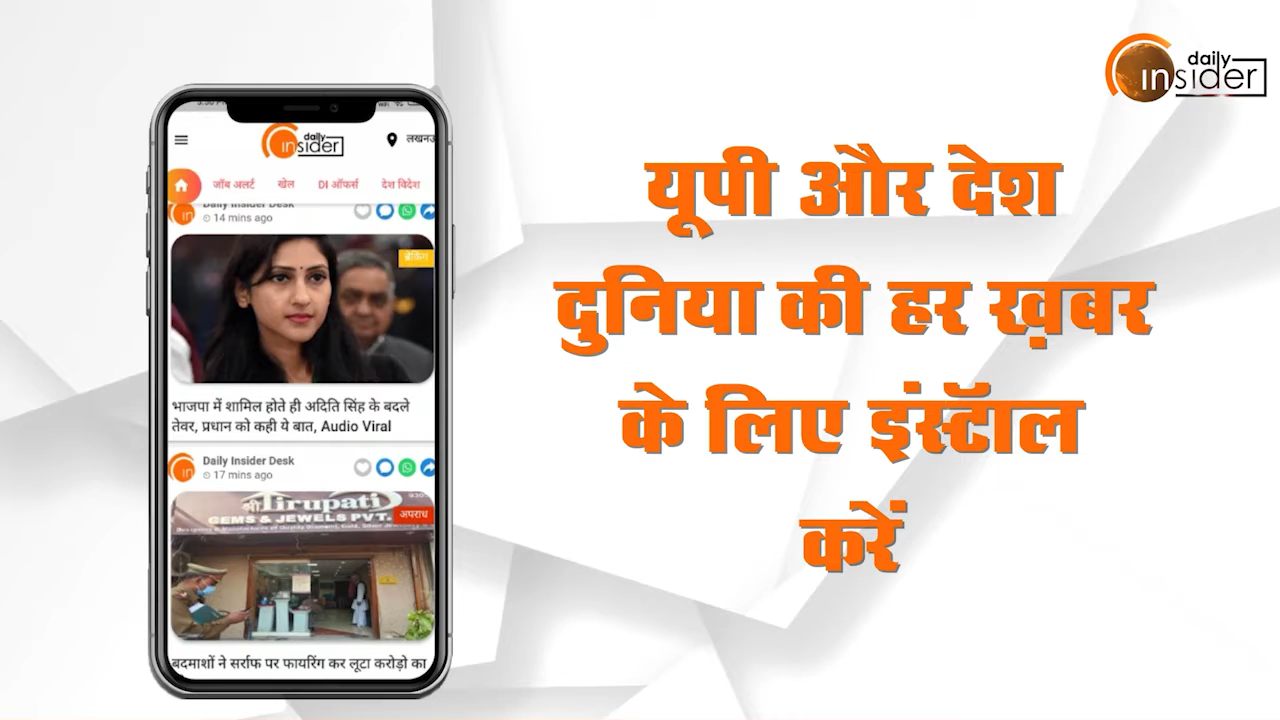 daily
insider
यूपी और देश
दुनिया की हर ख़बर
के लिए इंस्टॉल
करें
daily
insider
लखनऊ
जॉब अलर्ट खेल DI ऑफर्स देश विदेश
Daily Insider Desk
14 mins ago
ब्रेकिंग
भाजपा में शामिल होते ही अदिति सिंह के बदले
तेवर, प्रधान को कही ये बात, Audio Viral
Daily Insider Desk
17 mins ago
श्री Tirupati
GEMS & JEWELS PVT.
अपराध
बदमाशों ने सर्राफ पर फायरिंग कर लूटा करोड़ो का